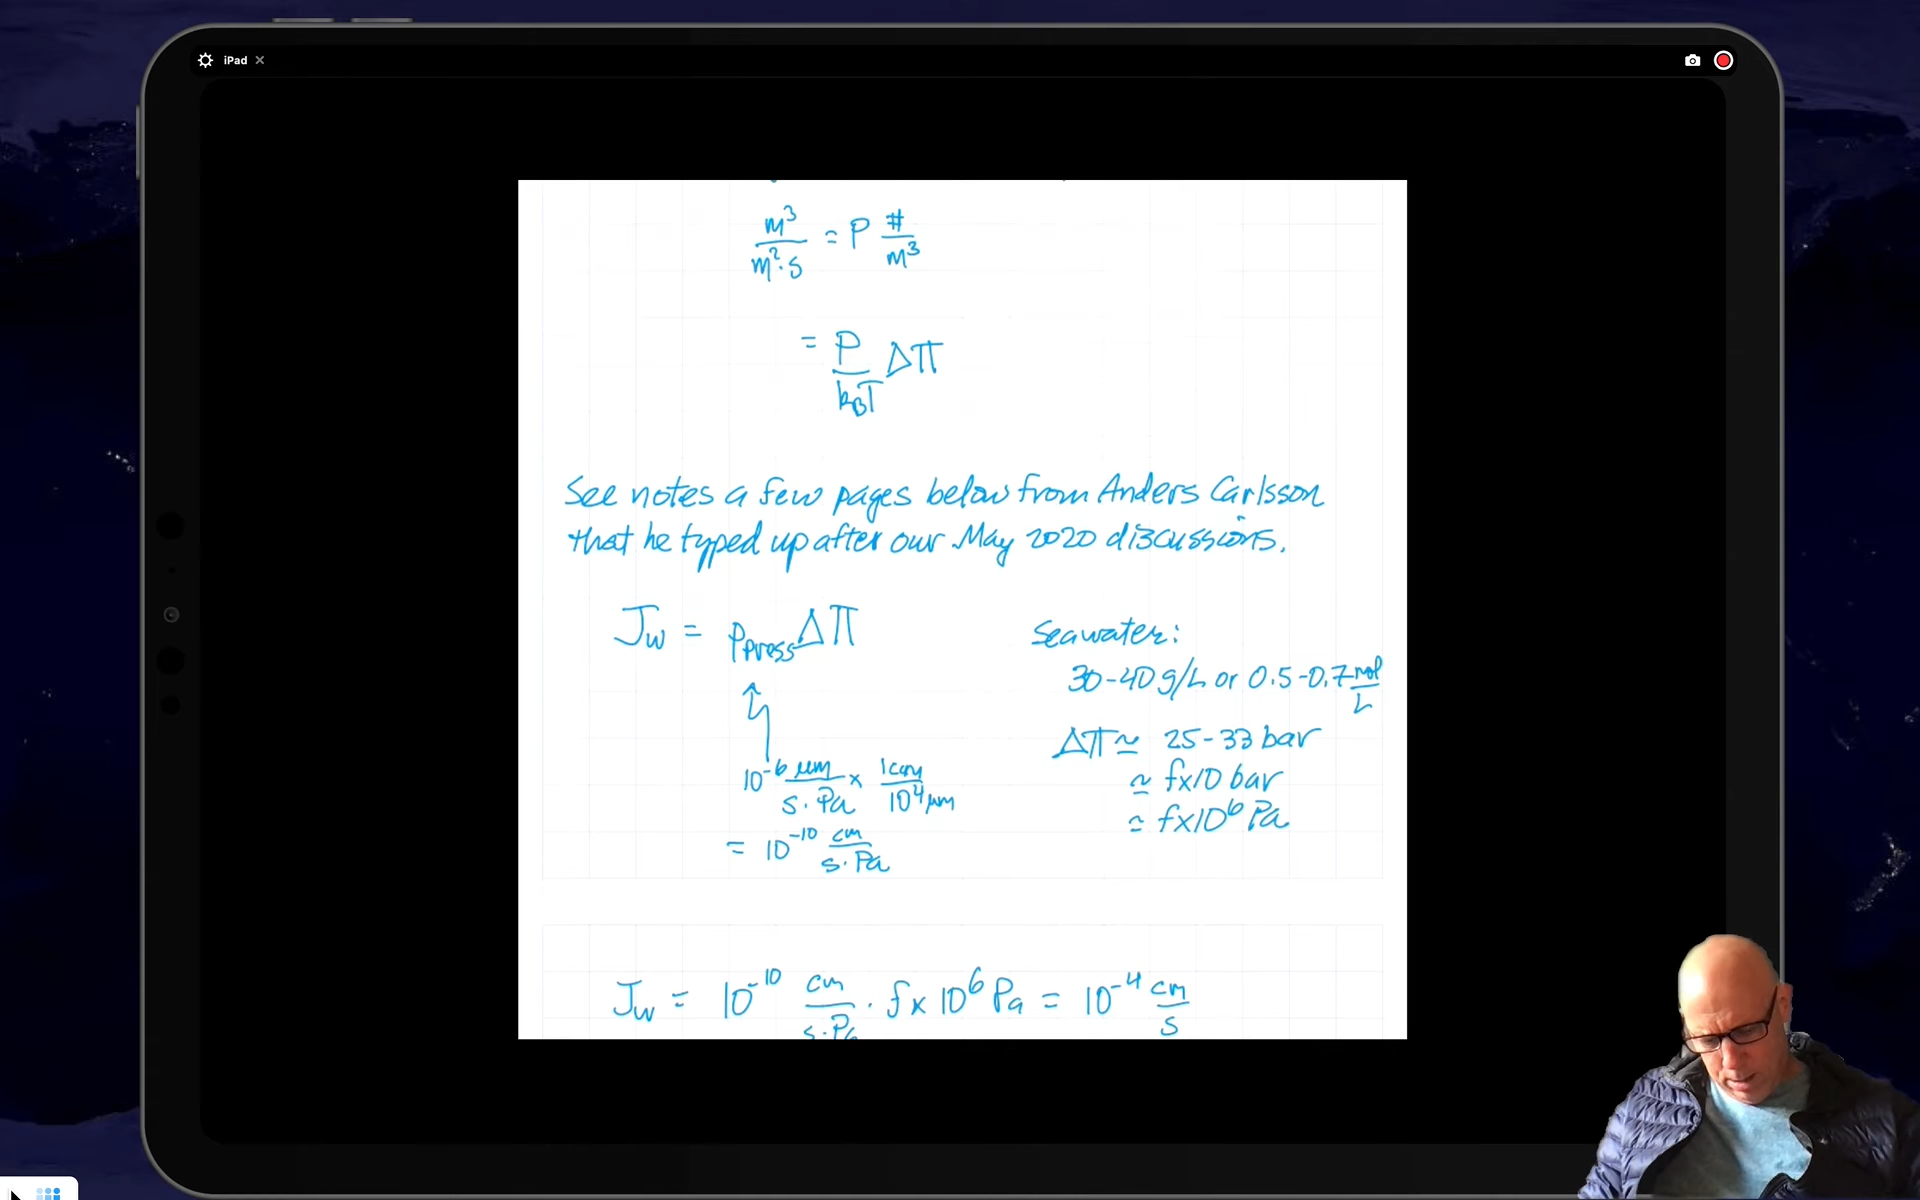 iPad
m³/m²·s = P #/m³
= P/k_BT ΔΠ
See notes a few pages below from Anders Carlsson
that he typed up after our May 2020 discussions.
J_w = P_press ΔΠ
10⁻⁶ μm/s·Pa × 1cm/10⁴ μm
= 10⁻¹⁰ cm/s·Pa
Seawater:
30-40 g/L or 0.5-0.7 mol/L
ΔΠ ≃ 25-33 bar
≃ f×10 bar
≃ f×10⁶ Pa
J_w = 10⁻¹⁰ cm/s·Pa · f×10⁶ Pa = 10⁻⁴ cm/s